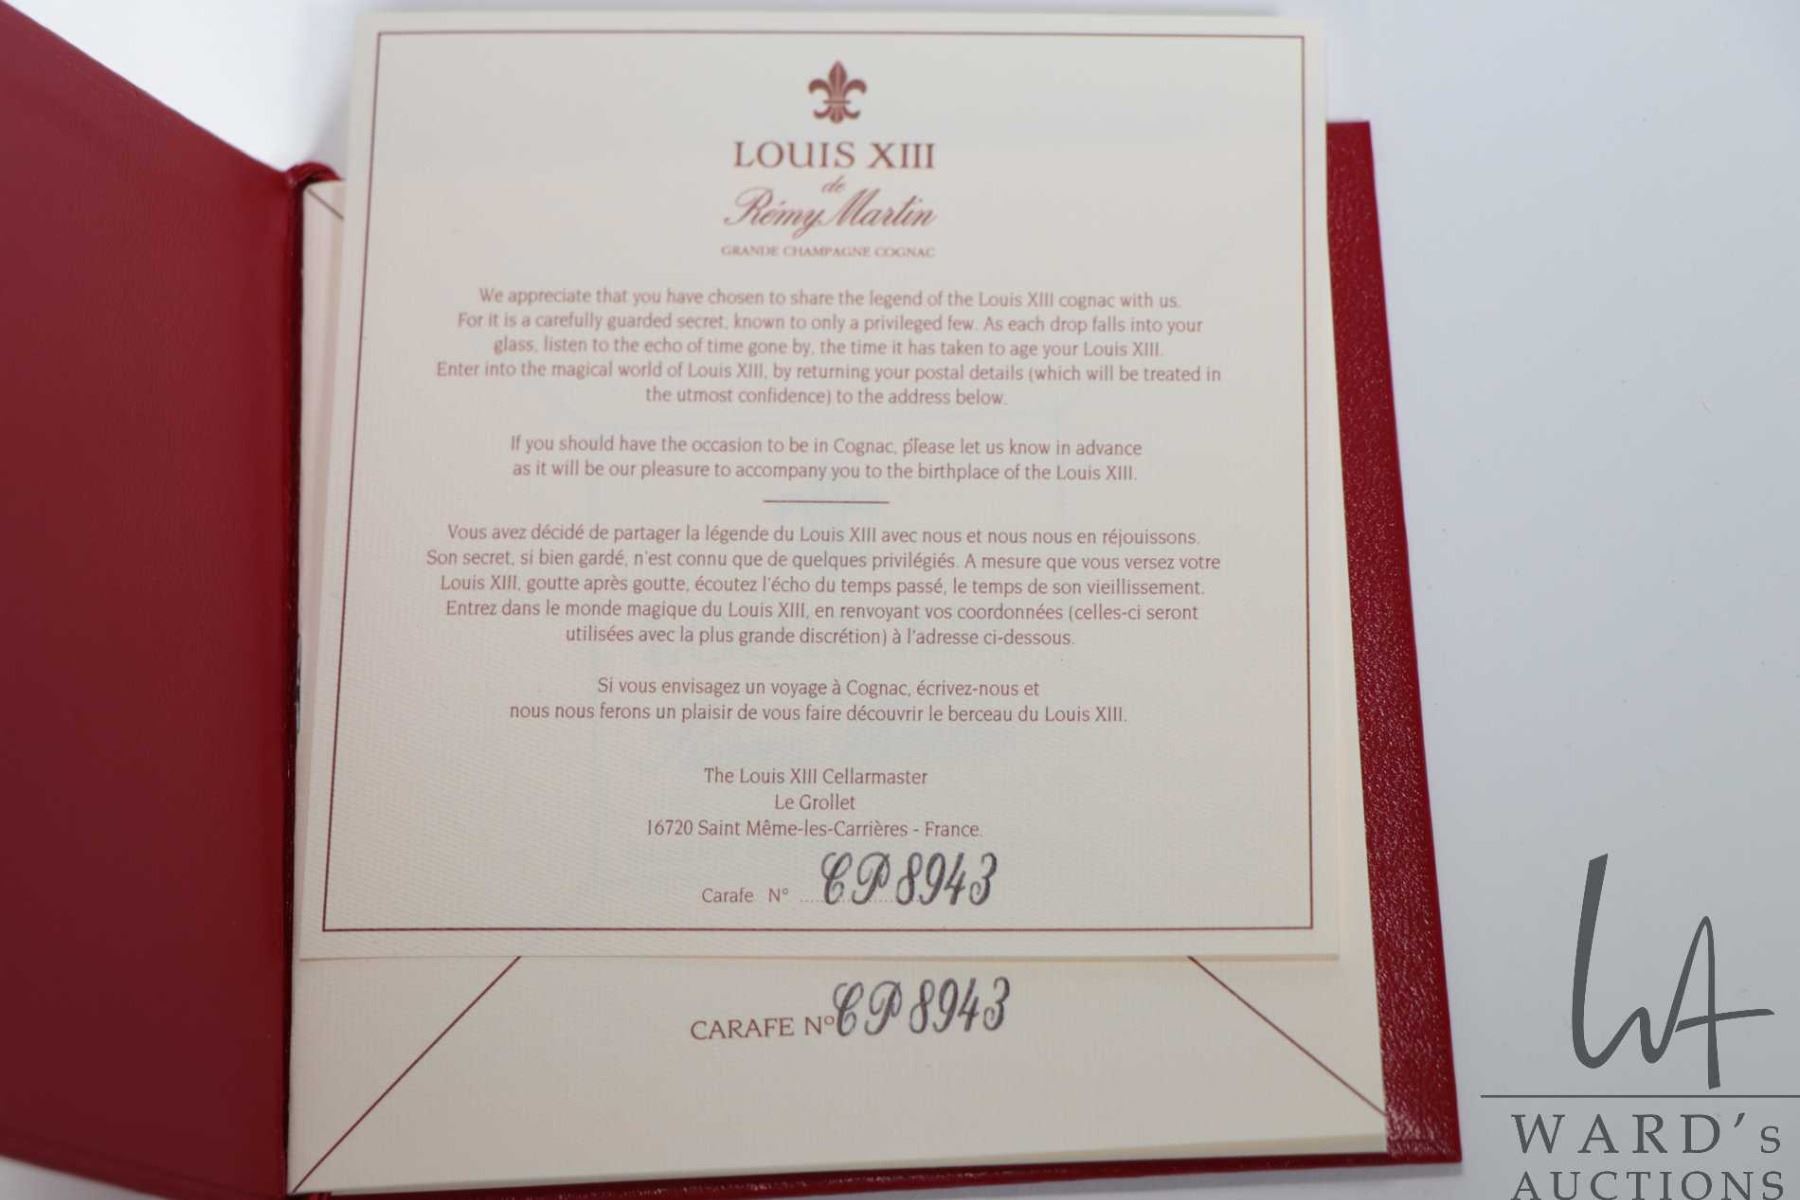 LOUIS XIII
de
Rémy Martin
GRANDE CHAMPAGNE COGNAC
We appreciate that you have chosen to share the legend of the Louis XIII cognac with us.
For it is a carefully guarded secret, known to only a privileged few. As each drop falls into your
glass, listen to the echo of time gone by, the time it has taken to age your Louis XIII.
Enter into the magical world of Louis XIII, by returning your postal details (which will be treated in
the utmost confidence) to the address below.
If you should have the occasion to be in Cognac, please let us know in advance
as it will be our pleasure to accompany you to the birthplace of the Louis XIII.
Vous avez décidé de partager la légende du Louis XIII avec nous et nous nous en réjouissons.
Son secret, si bien gardé, n'est connu que de quelques privilégiés. A mesure que vous versez votre
Louis XIII, goutte après goutte, écoutez l'écho du temps passé, le temps de son vieillissement.
Entrez dans le monde magique du Louis XIII, en renvoyant vos coordonnées (celles-ci seront
utilisées avec la plus grande discrétion) à l'adresse ci-dessous.
Si vous envisagez un voyage à Cognac, écrivez-nous et
nous nous ferons un plaisir de vous faire découvrir le berceau du Louis XIII.
The Louis XIII Cellarmaster
Le Grollet
16720 Saint Même-les-Carrières - France.
Carafe N° CP 8943
CARAFE N° CP 8943
WA
WARD's
AUCTIONS